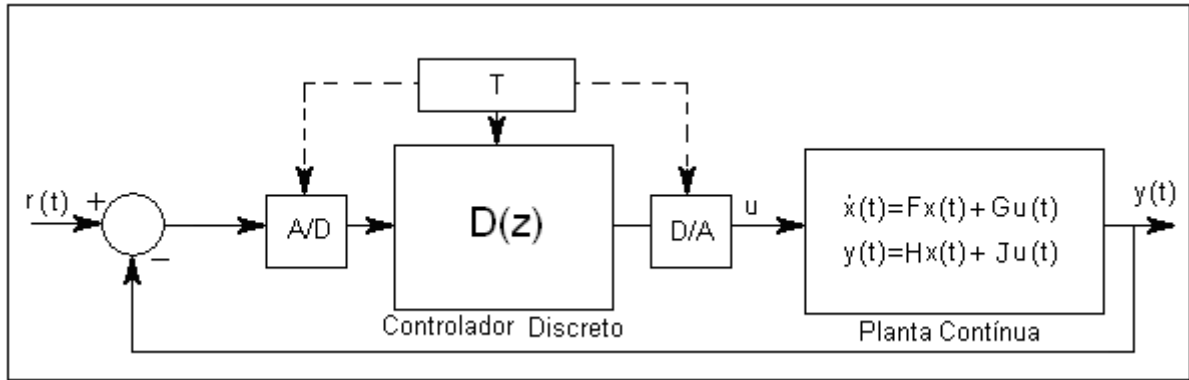 T
r(t)
+
−
A/D
D(z)
D/A
u
ẋ(t)=Fx(t)+Gu(t)
y(t)=Hx(t)+Ju(t)
y(t)
Controlador Discreto
Planta Contínua